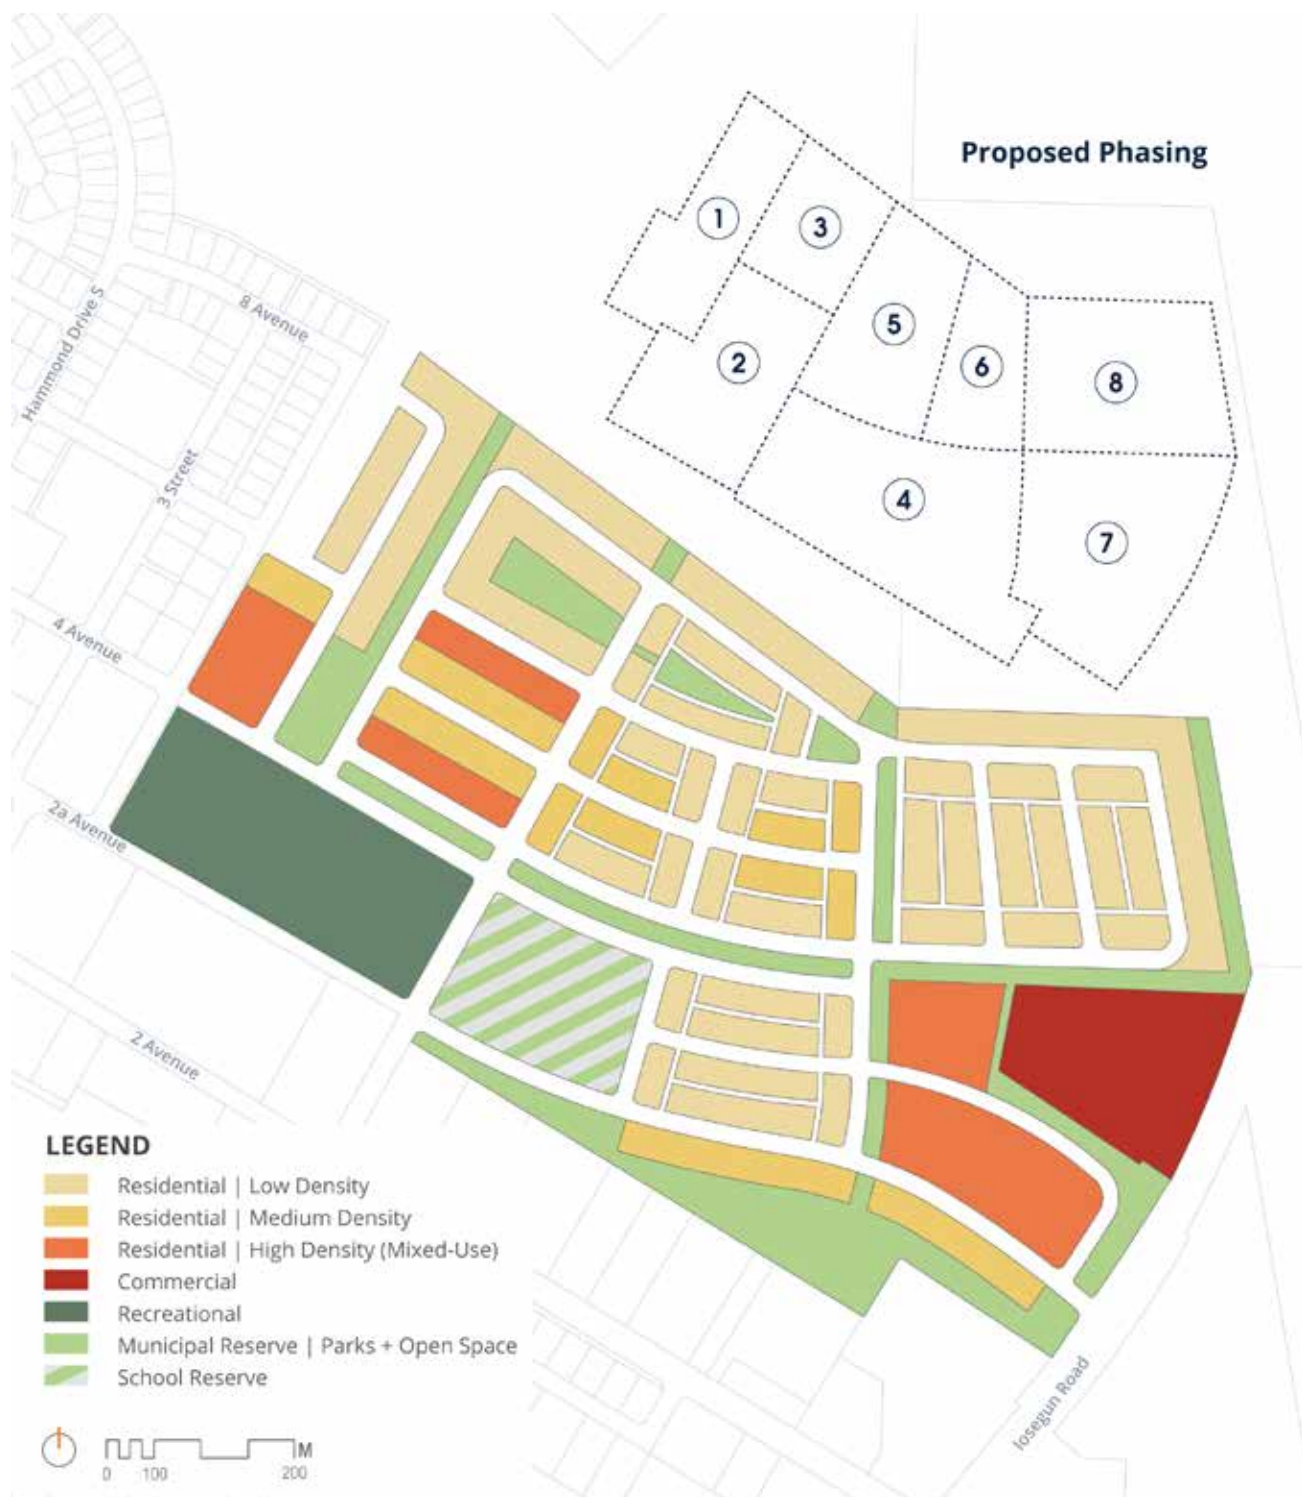 Proposed Phasing
1
3
5
2
6
8
4
7
8 Avenue
Hammond Drive S
3 Street
4 Avenue
2a Avenue
2 Avenue
Iosegun Road
LEGEND
Residential | Low Density
Residential | Medium Density
Residential | High Density (Mixed-Use)
Commercial
Recreational
Municipal Reserve | Parks + Open Space
School Reserve
M
0 100 200